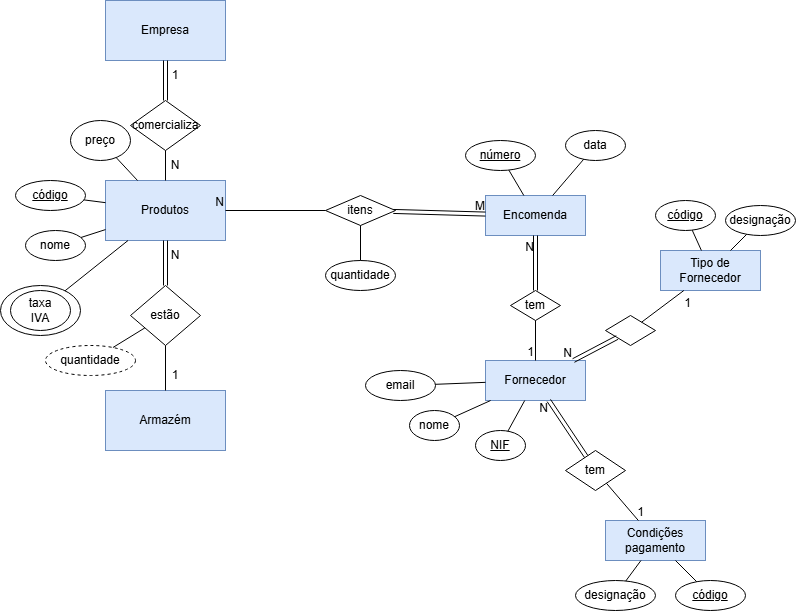 Empresa
1
comercializa
preço
N
código
Produtos
N
nome
N
taxa
IVA
estão
quantidade
1
Armazém
itens
quantidade
M
número
data
Encomenda
N
tem
1
código
designação
Tipo de
Fornecedor
1
N
Fornecedor
email
nome
NIF
N
tem
1
Condições
pagamento
designação
código